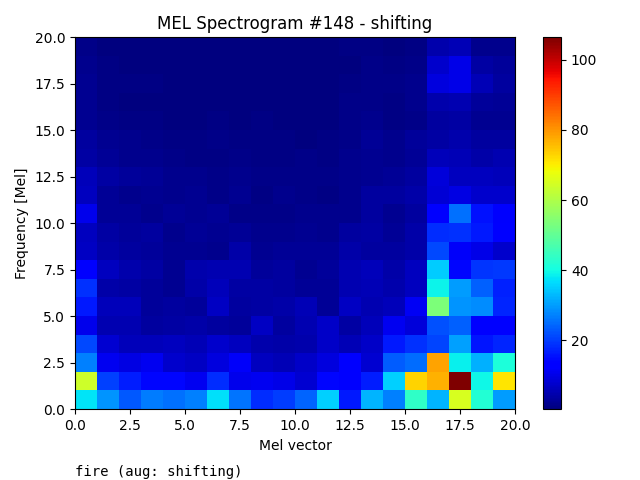 MEL Spectrogram #148 - shifting
20.0
17.5
15.0
12.5
10.0
7.5
5.0
2.5
0.0
Frequency [Mel]
0.0 2.5 5.0 7.5 10.0 12.5 15.0 17.5 20.0
Mel vector
100
80
60
40
20
fire (aug: shifting)